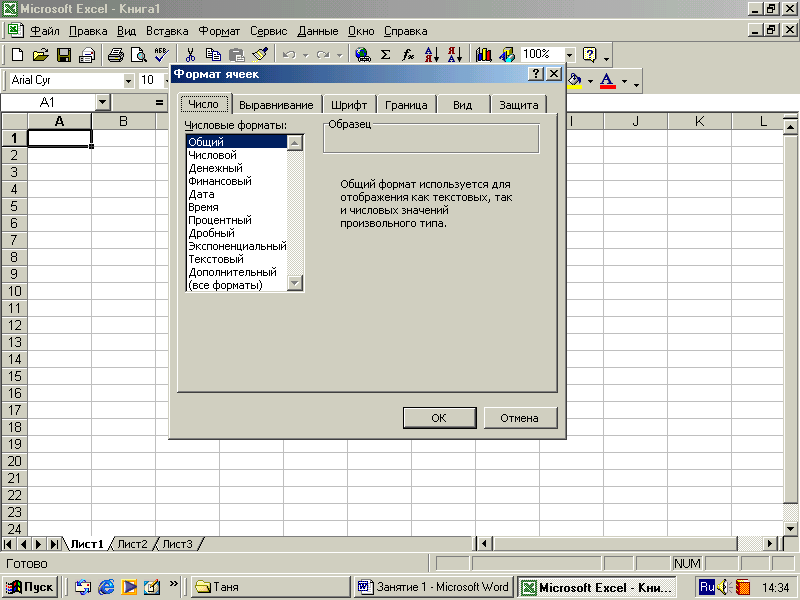 Microsoft Excel - Книга1
Файл Правка Вид Вставка Формат Сервис Данные Окно Справка
100%
Arial Cyr 10
A1 =
Формат ячеек
Число Выравнивание Шрифт Граница Вид Защита
Числовые форматы:
Общий
Числовой
Денежный
Финансовый
Дата
Время
Процентный
Дробный
Экспоненциальный
Текстовый
Дополнительный
(все форматы)
Образец
Общий формат используется для
отображения как текстовых, так
и числовых значений
произвольного типа.
ОК Отмена
A B I J K L
1
2
3
4
5
6
7
8
9
10
11
12
13
14
15
16
17
18
19
20
21
22
23
24
Лист1 Лист2 Лист3
Готово NUM
Пуск » Таня Занятие 1 - Microsoft Word Microsoft Excel - Кни... Ru 14:34